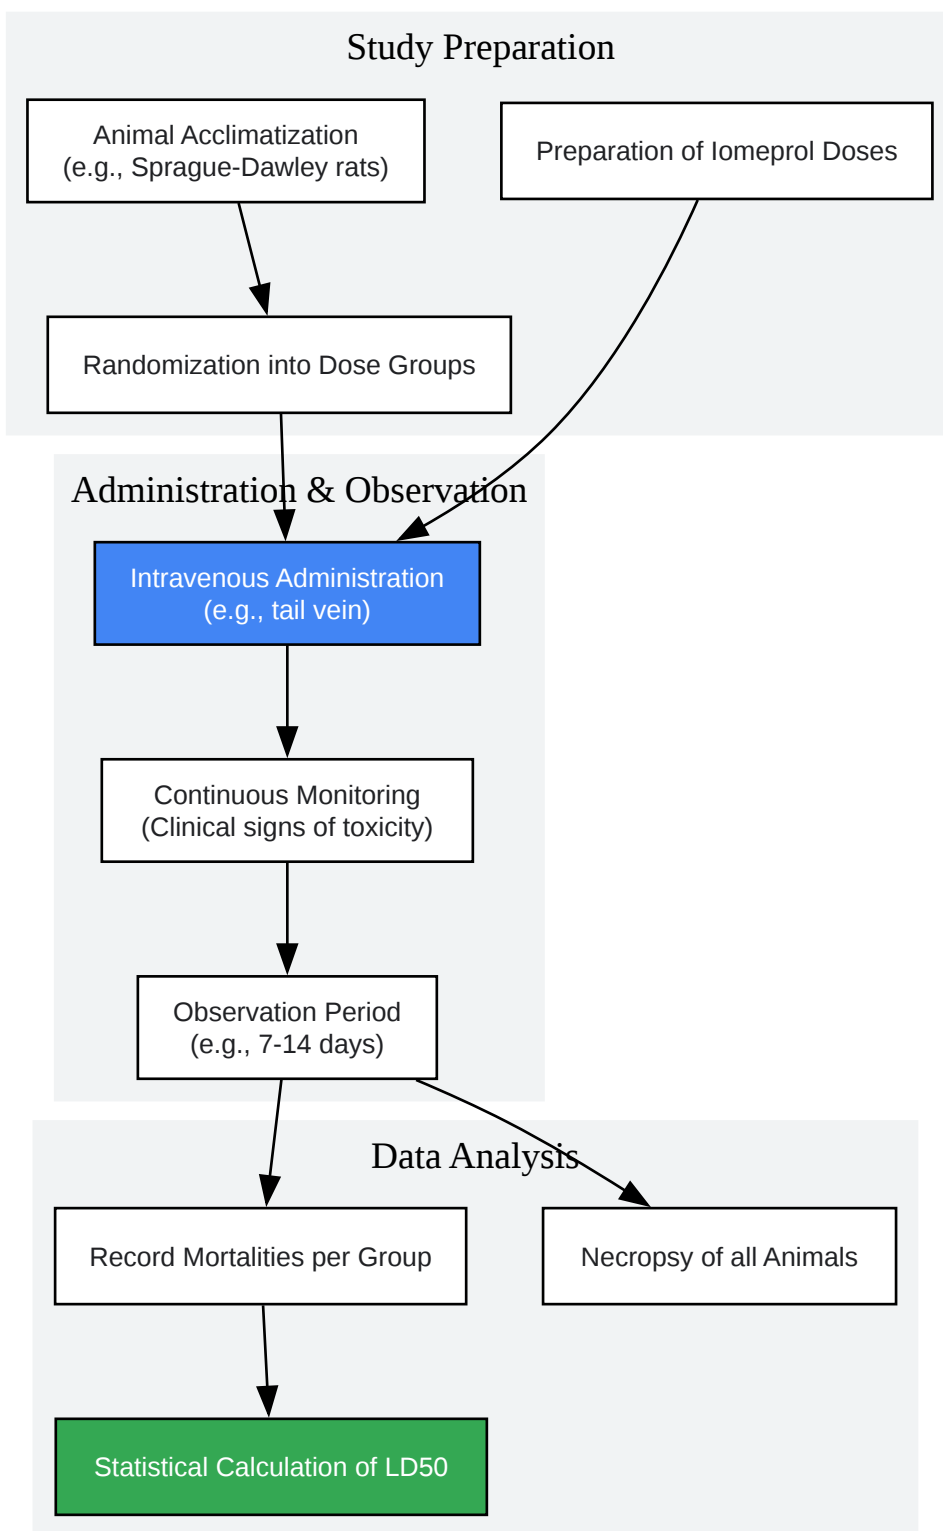 Study Preparation
Animal Acclimatization
(e.g., Sprague-Dawley rats)
Preparation of Iomeprol Doses
Randomization into Dose Groups
Administration & Observation
Intravenous Administration
(e.g., tail vein)
Continuous Monitoring
(Clinical signs of toxicity)
Observation Period
(e.g., 7-14 days)
Data Analysis
Record Mortalities per Group
Necropsy of all Animals
Statistical Calculation of LD50